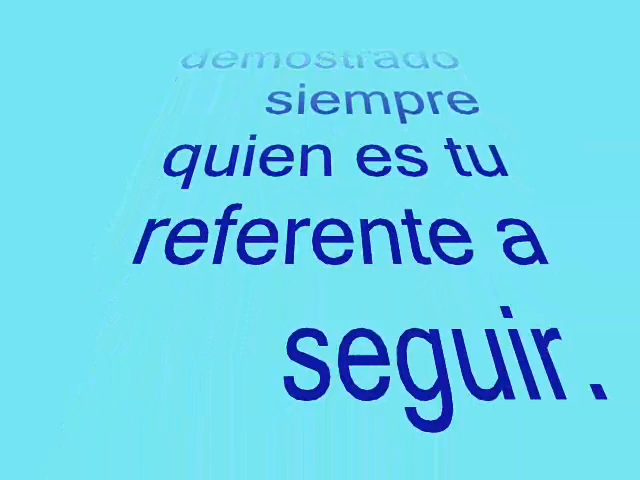 demostrado
siempre
quien es tu
referente a
seguir.